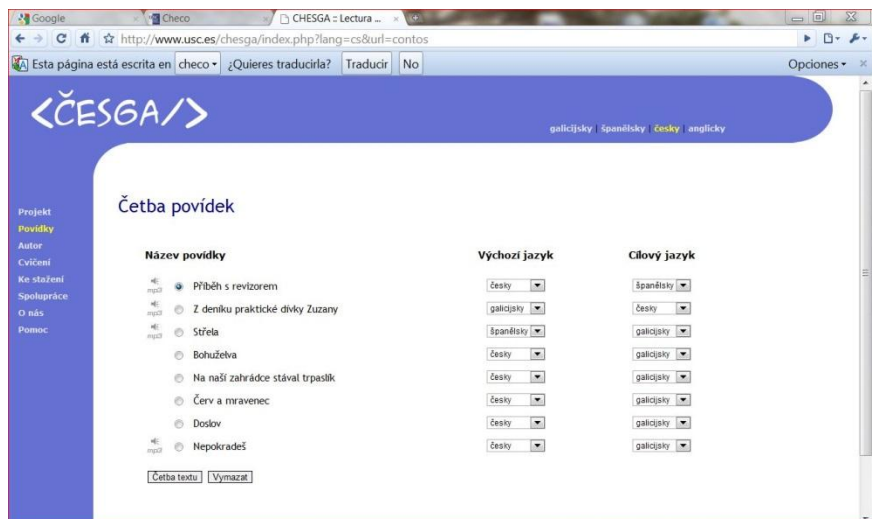 Google Checo CHESGA :: Lectura ...
http://www.usc.es/chesga/index.php?lang=cs&url=contos
Esta página está escrita en checo ¿Quieres traducirla? Traducir No Opciones
<ČESGA/>
galicijsky | španělsky | česky | anglicky
Projekt
Povídky
Autor
Cvičení
Ke stažení
Spolupráce
O nás
Pomoc
Četba povídek
Název povídky Výchozí jazyk Cílový jazyk
mp3 Příběh s revizorem česky španělsky
mp3 Z deníku praktické dívky Zuzany galicijsky česky
mp3 Střela španělsky galicijsky
Bohuželva česky galicijsky
Na naší zahrádce stával trpaslík česky galicijsky
Červ a mravenec česky galicijsky
Doslov česky galicijsky
mp3 Nepokradeš česky galicijsky
Četba textu Vymazat